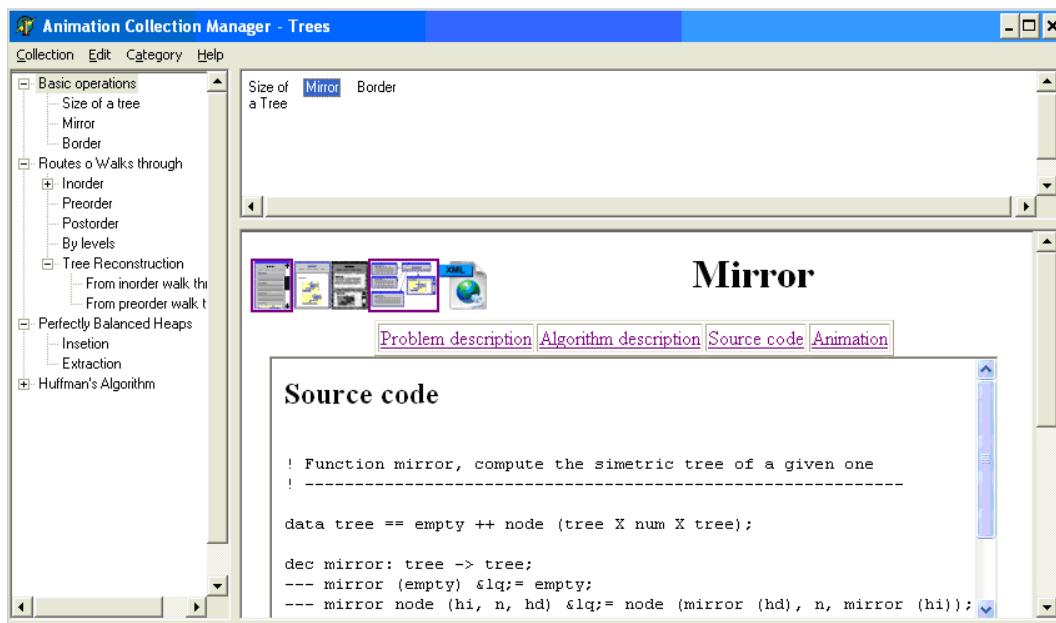 Animation Collection Manager - Trees
Collection Edit Category Help
Basic operations
Size of a tree
Mirror
Border
Routes o Walks through
Inorder
Preorder
Postorder
By levels
Tree Reconstruction
From inorder walk thr
From preorder walk t
Perfectly Balanced Heaps
Insetion
Extraction
Huffman's Algorithm
Size of Mirror Border
a Tree
XML
Mirror
Problem description Algorithm description Source code Animation
Source code
! Function mirror, compute the simetric tree of a given one
! ------------------------------------------------------------
data tree == empty ++ node (tree X num X tree);
dec mirror: tree -> tree;
--- mirror (empty) &lq;= empty;
--- mirror node (hi, n, hd) &lq;= node (mirror (hd), n, mirror (hi));